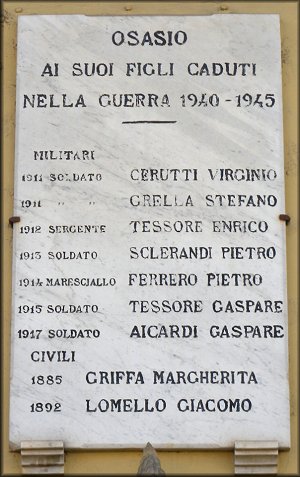 OSASIO
AI SUOI FIGLI CADUTI
NELLA GUERRA 1940-1945
MILITARI
1911 SOLDATO CERUTTI VIRGINIO
1911 " " GRELLA STEFANO
1912 SERGENTE TESSORE ENRICO
1913 SOLDATO SCLERANDI PIETRO
1914 MARESCIALLO FERRERO PIETRO
1915 SOLDATO TESSORE GASPARE
1917 SOLDATO AICARDI GASPARE
CIVILI
1885 GRIFFA MARGHERITA
1892 LOMELLO GIACOMO